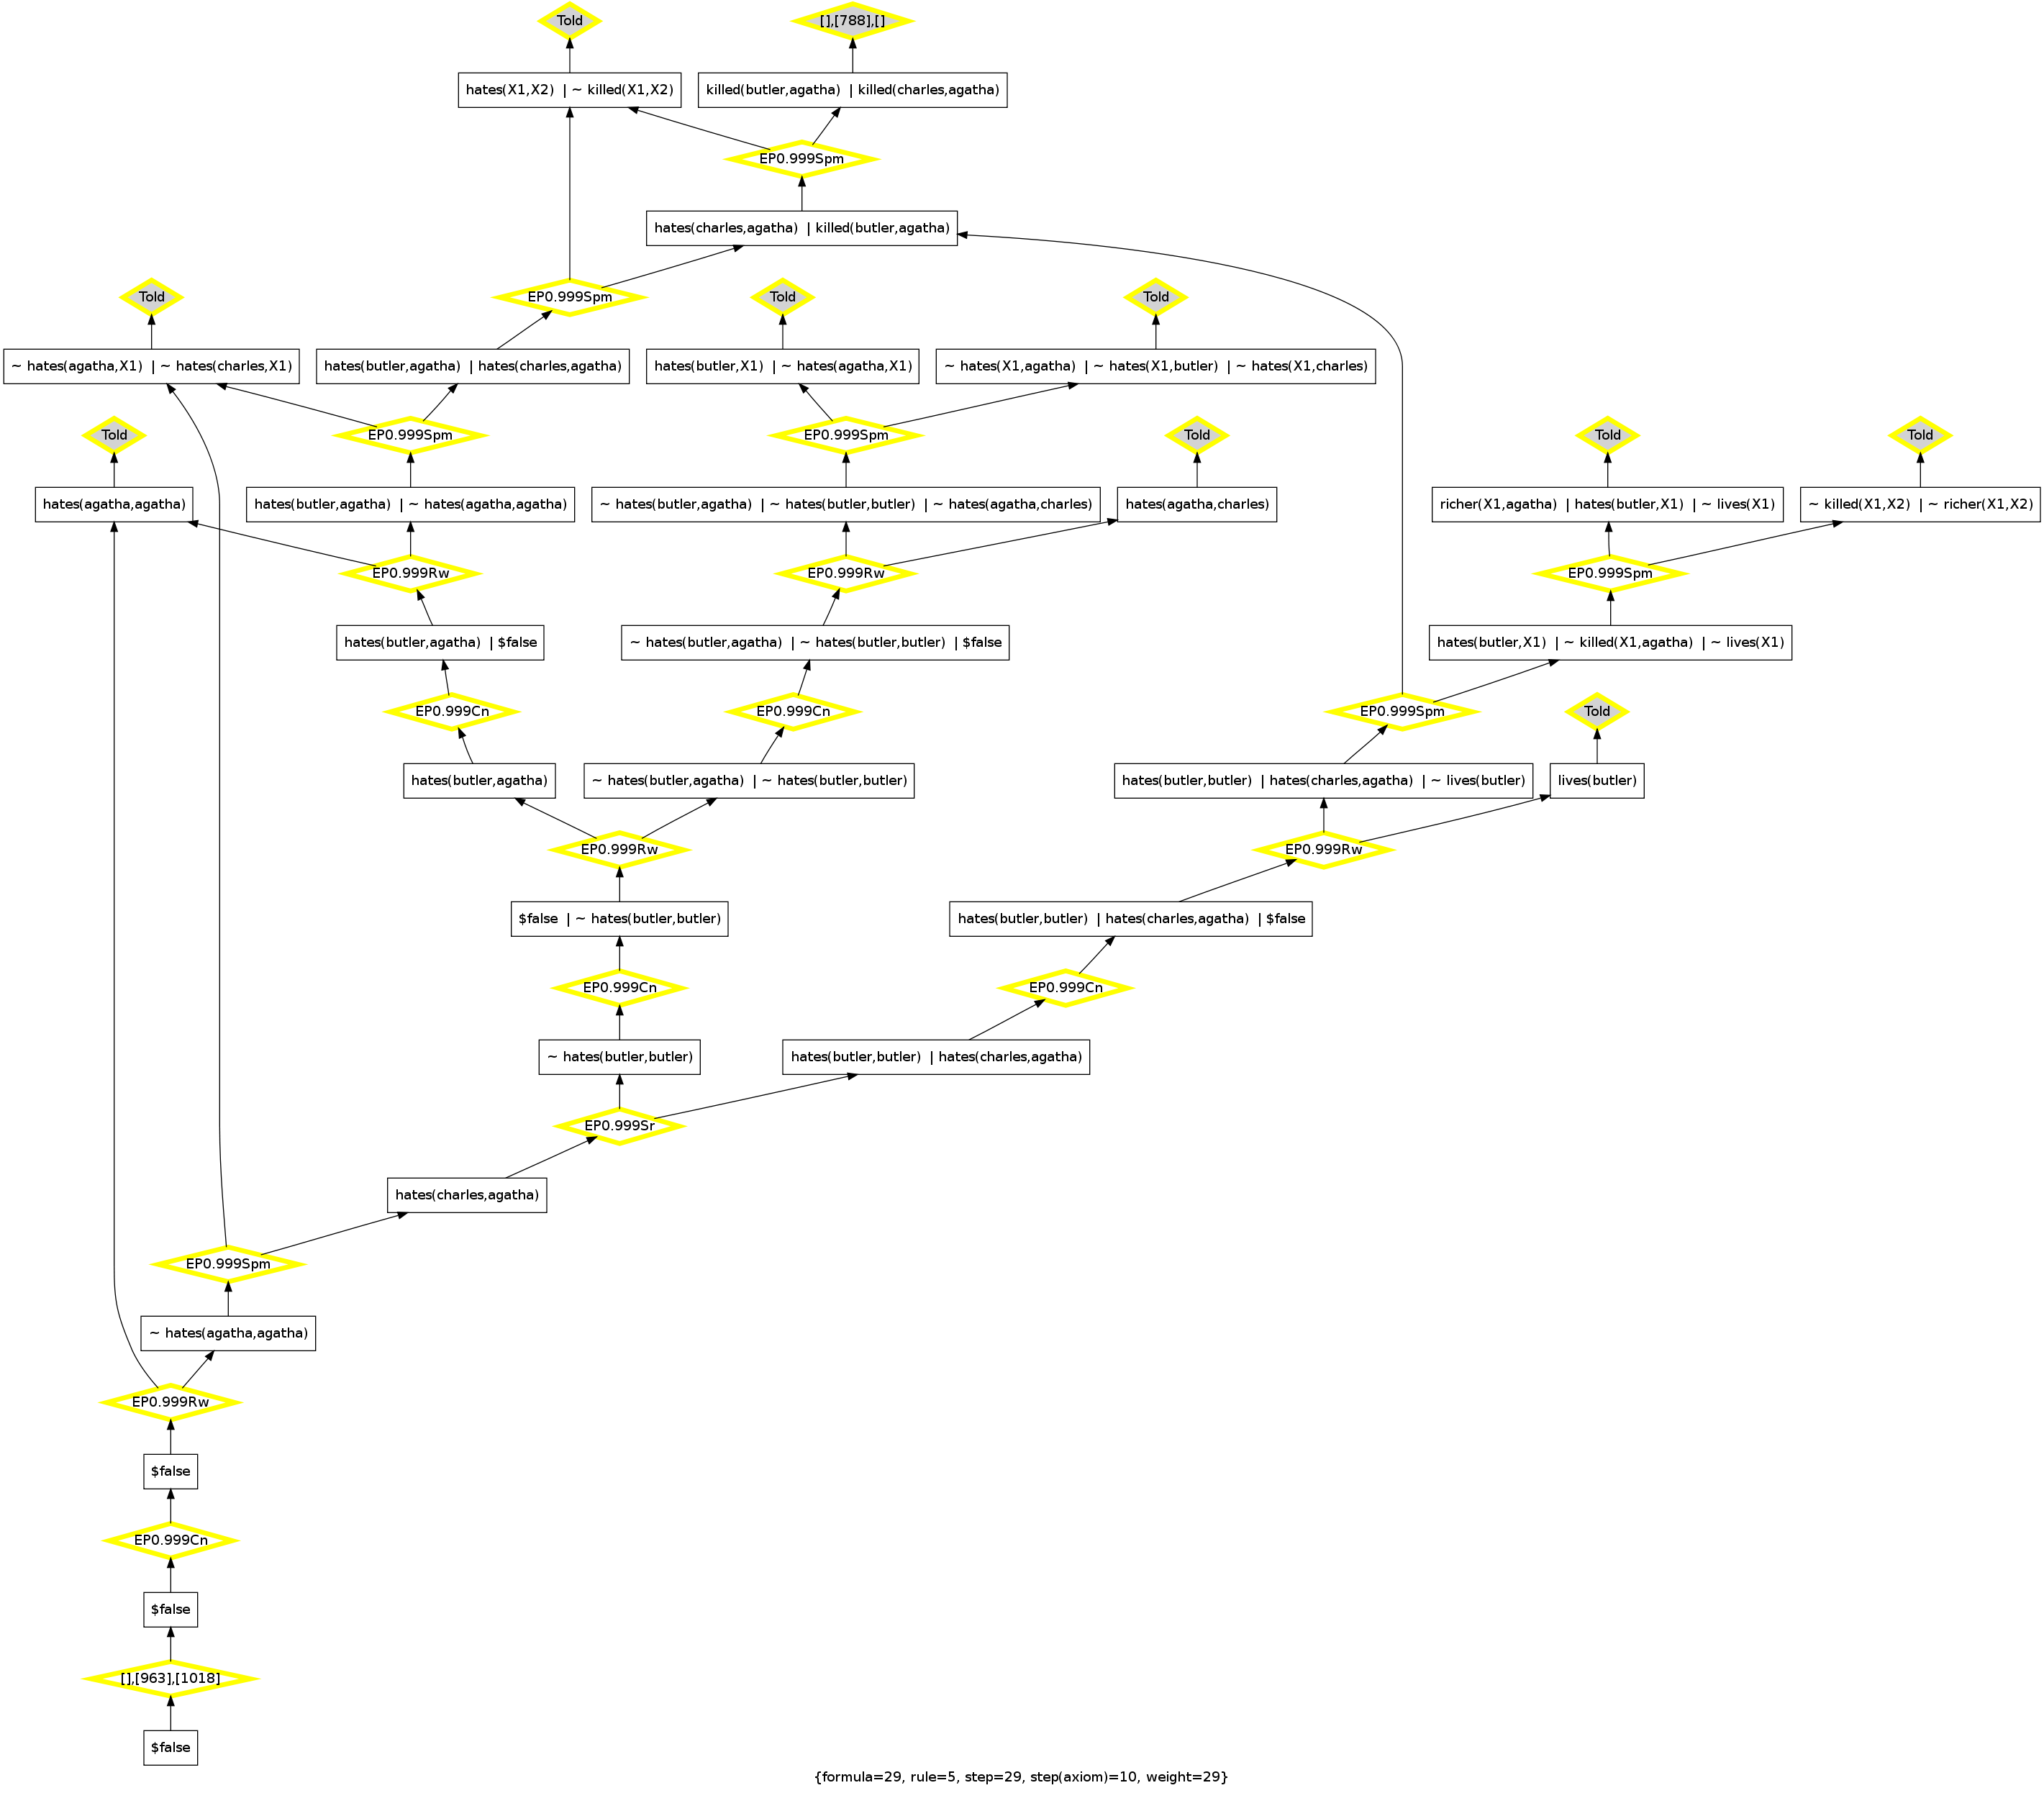 Told
[],[788],[]
hates(X1,X2) | ~ killed(X1,X2)
killed(butler,agatha) | killed(charles,agatha)
EP0.999Spm
hates(charles,agatha) | killed(butler,agatha)
Told
EP0.999Spm
Told
Told
~ hates(agatha,X1) | ~ hates(charles,X1)
hates(butler,agatha) | hates(charles,agatha)
hates(butler,X1) | ~ hates(agatha,X1)
~ hates(X1,agatha) | ~ hates(X1,butler) | ~ hates(X1,charles)
Told
EP0.999Spm
EP0.999Spm
Told
Told
Told
hates(agatha,agatha)
hates(butler,agatha) | ~ hates(agatha,agatha)
~ hates(butler,agatha) | ~ hates(butler,butler) | ~ hates(agatha,charles)
hates(agatha,charles)
richer(X1,agatha) | hates(butler,X1) | ~ lives(X1)
~ killed(X1,X2) | ~ richer(X1,X2)
EP0.999Rw
EP0.999Rw
EP0.999Spm
hates(butler,agatha) | $false
~ hates(butler,agatha) | ~ hates(butler,butler) | $false
hates(butler,X1) | ~ killed(X1,agatha) | ~ lives(X1)
EP0.999Cn
EP0.999Cn
EP0.999Spm
Told
hates(butler,agatha)
~ hates(butler,agatha) | ~ hates(butler,butler)
hates(butler,butler) | hates(charles,agatha) | ~ lives(butler)
lives(butler)
EP0.999Rw
EP0.999Rw
$false | ~ hates(butler,butler)
hates(butler,butler) | hates(charles,agatha) | $false
EP0.999Cn
EP0.999Cn
~ hates(butler,butler)
hates(butler,butler) | hates(charles,agatha)
EP0.999Sr
hates(charles,agatha)
EP0.999Spm
~ hates(agatha,agatha)
EP0.999Rw
$false
EP0.999Cn
$false
[],[963],[1018]
$false
{formula=29, rule=5, step=29, step(axiom)=10, weight=29}